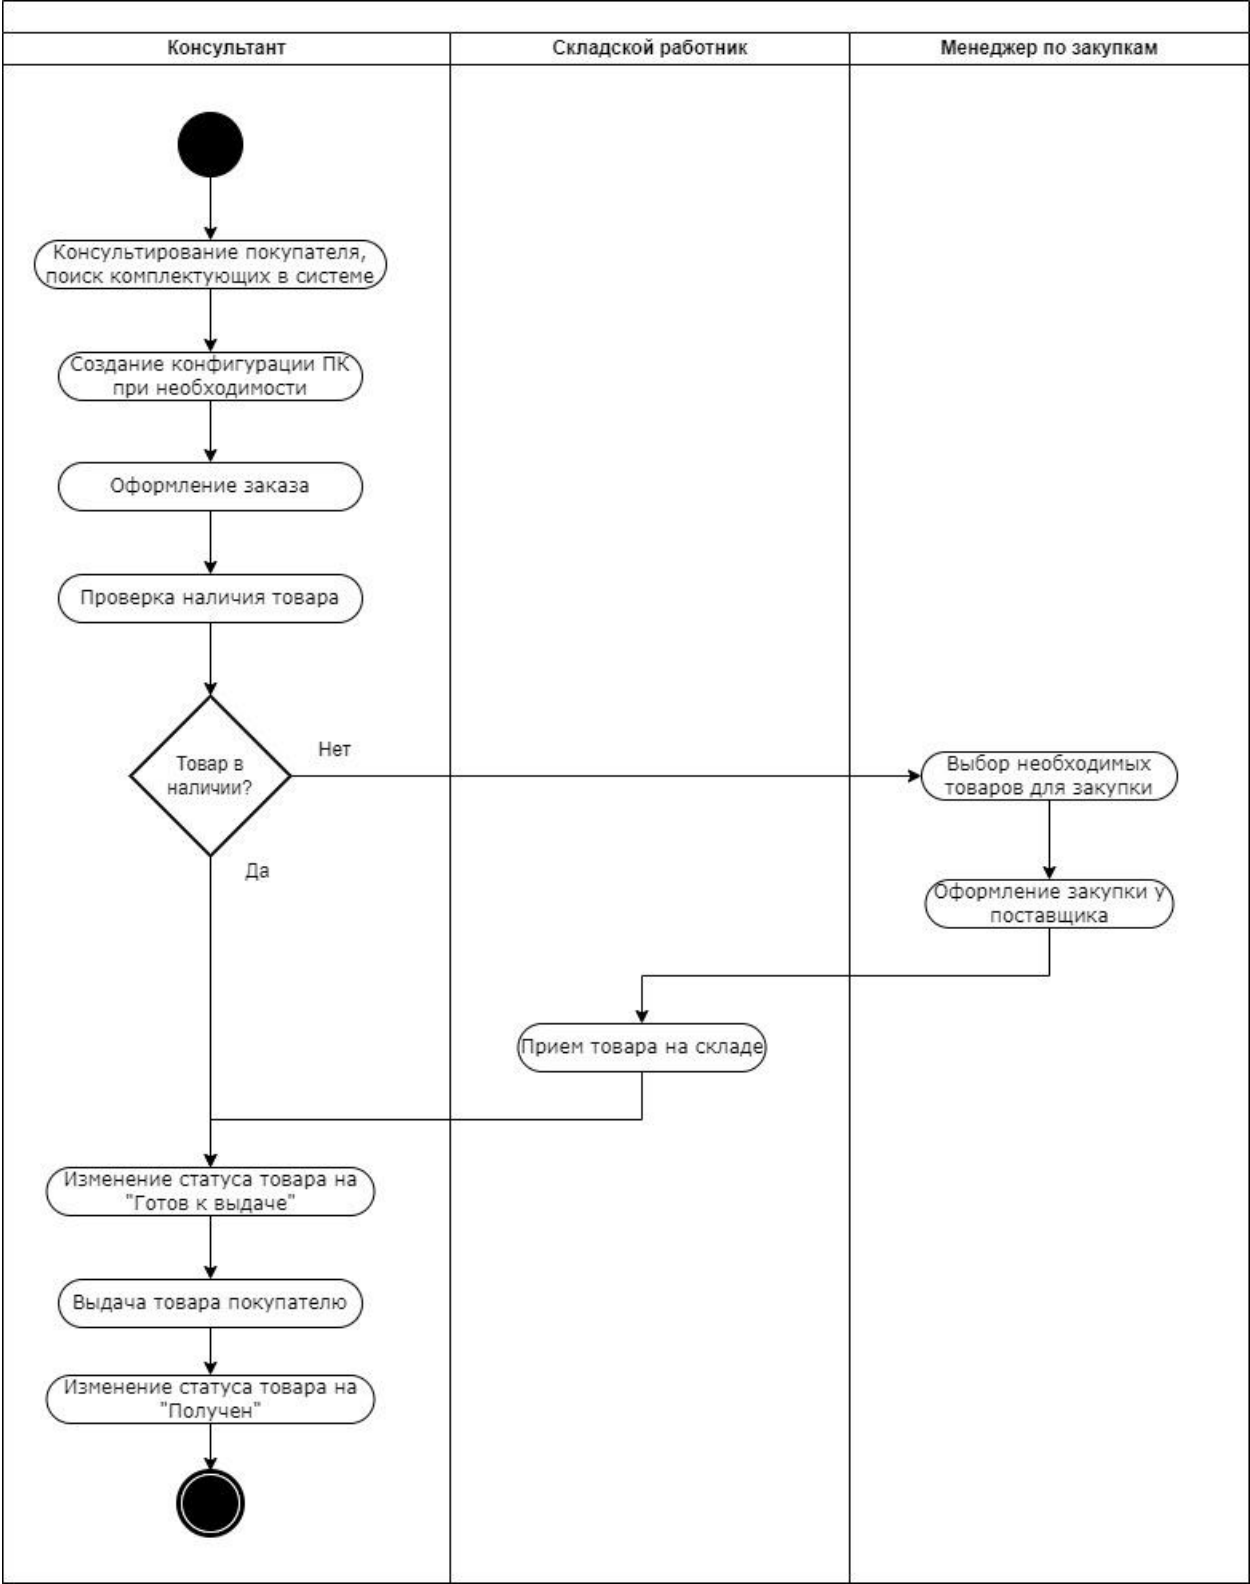 Консультант
Складской работник
Менеджер по закупкам
Консультирование покупателя,
поиск комплектующих в системе
Создание конфигурации ПК
при необходимости
Оформление заказа
Проверка наличия товара
Товар в
наличии?
Нет
Выбор необходимых
товаров для закупки
Да
Оформление закупки у
поставщика
Прием товара на складе
Изменение статуса товара на
"Готов к выдаче"
Выдача товара покупателю
Изменение статуса товара на
"Получен"